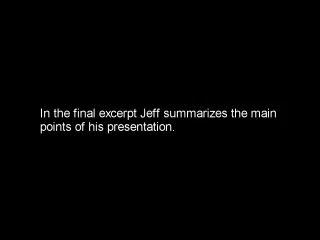 In the final excerpt Jeff summarizes the main
points of his presentation.